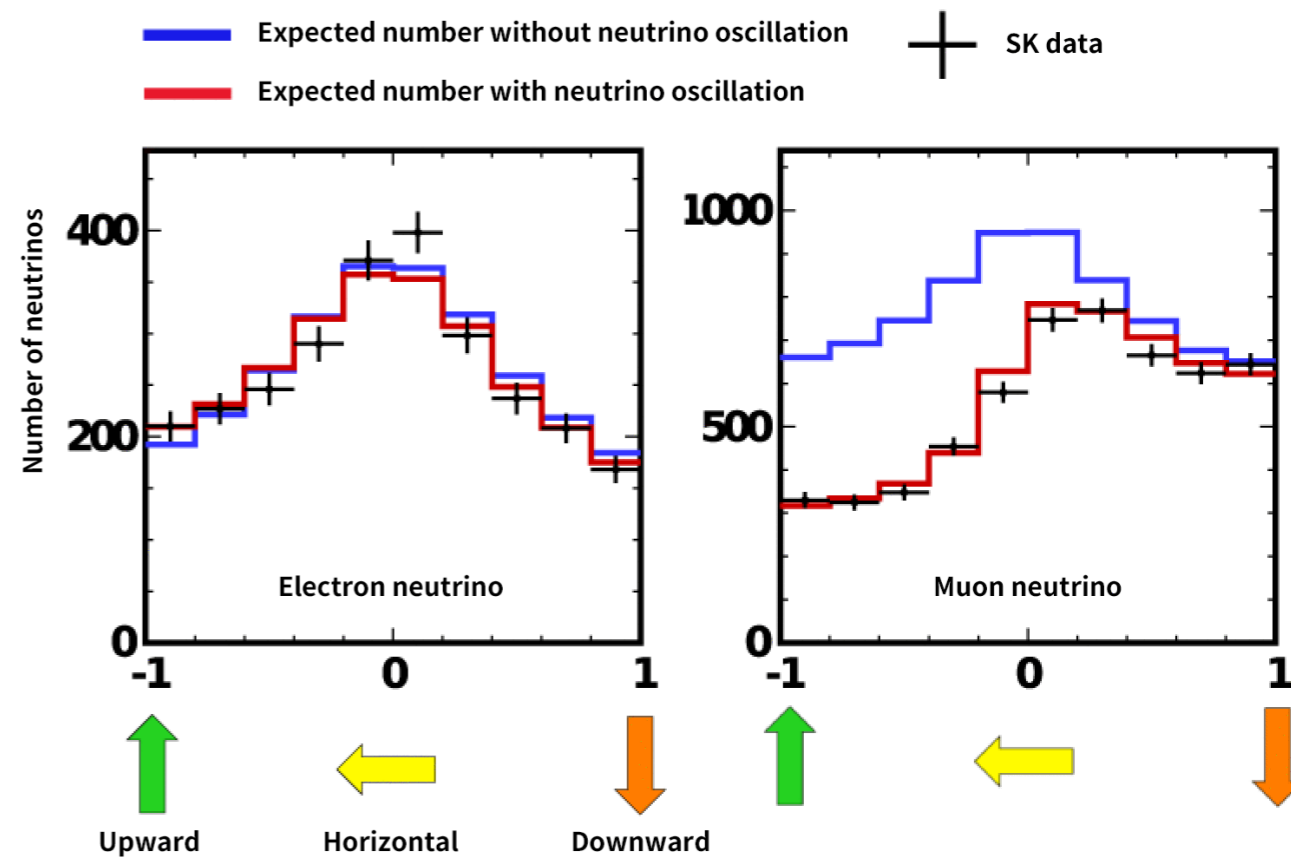 Expected number without neutrino oscillation
SK data
Expected number with neutrino oscillation
Number of neutrinos
400
200
0
Electron neutrino
-1 0 1
1000
500
0
Muon neutrino
-1 0 1
Upward Horizontal Downward